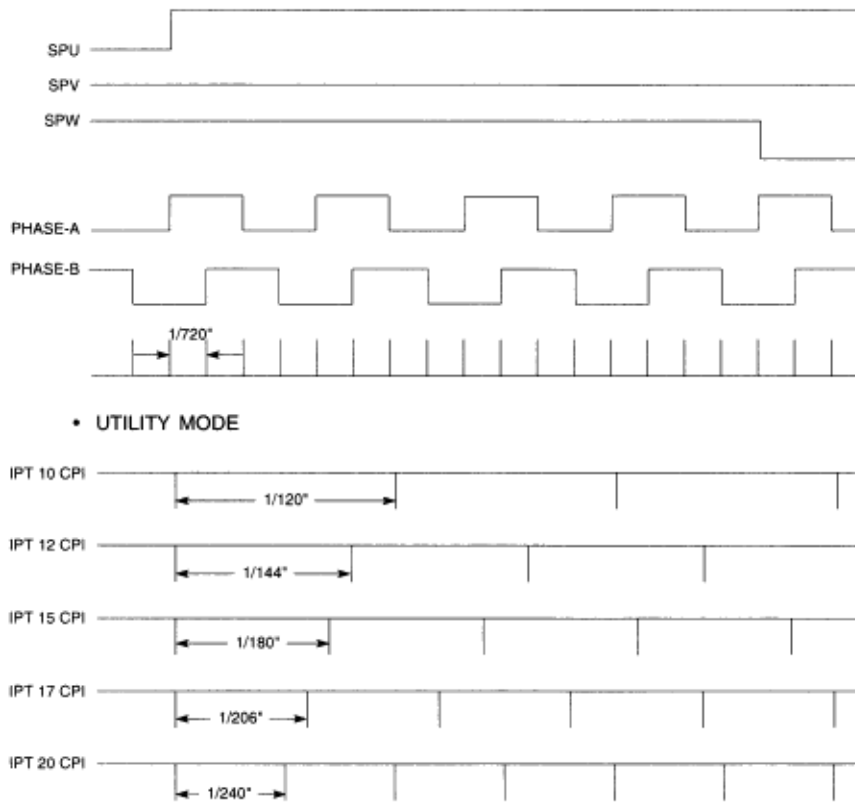 SPU
SPV
SPW
PHASE-A
PHASE-B
1/720"
• UTILITY MODE
IPT 10 CPI
1/120"
IPT 12 CPI
1/144"
IPT 15 CPI
1/180"
IPT 17 CPI
1/206"
IPT 20 CPI
1/240"